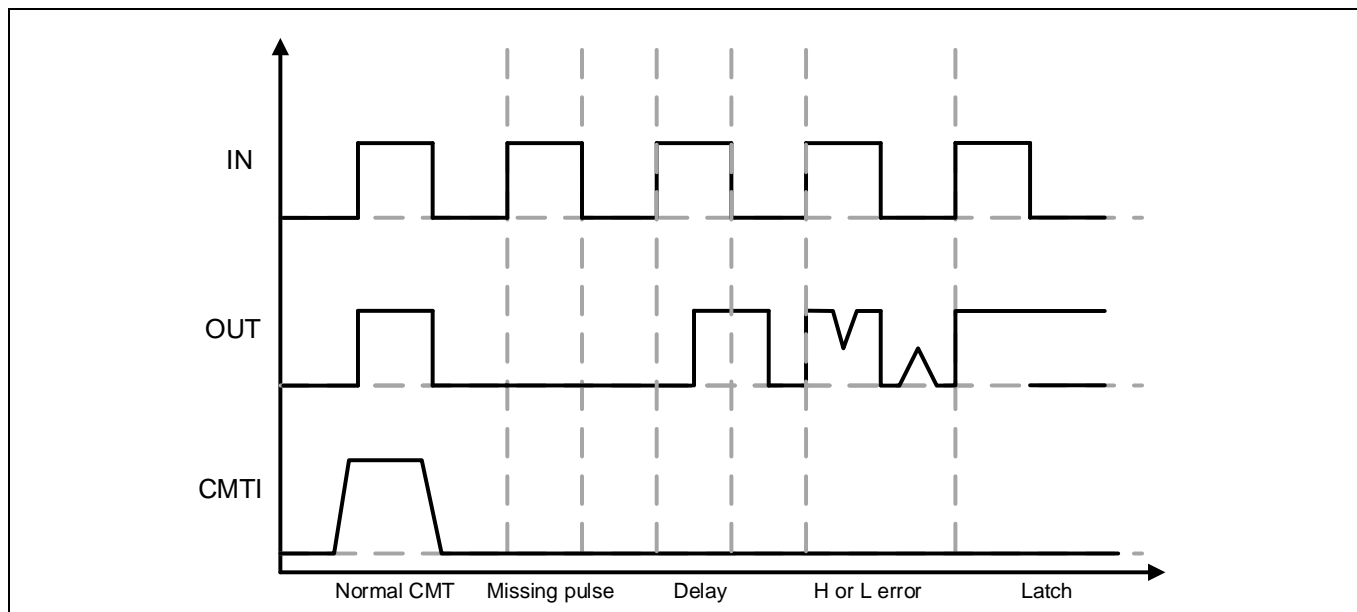 IN
OUT
CMTI
Normal CMT
Missing pulse
Delay
H or L error
Latch